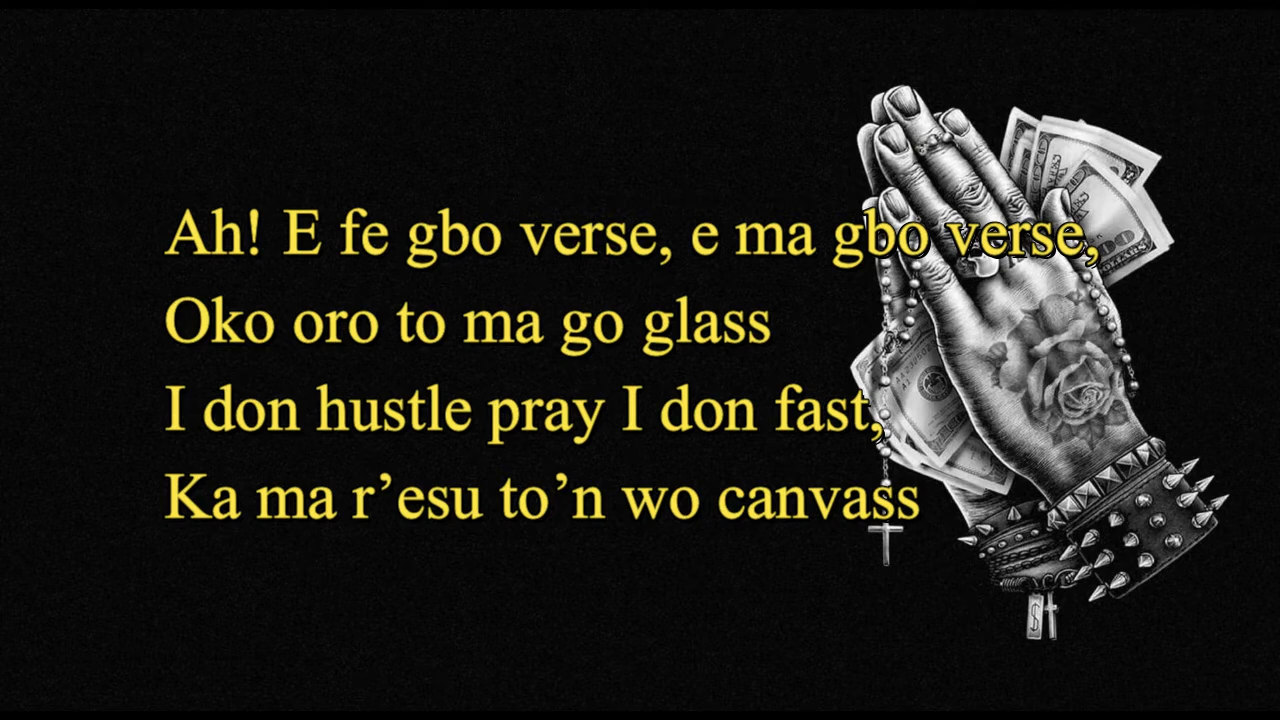 Ah! E fe gbo verse, e ma gbo verse,
Oko oro to ma go glass
I don hustle pray I don fast,
Ka ma r’esu to’n wo canvass